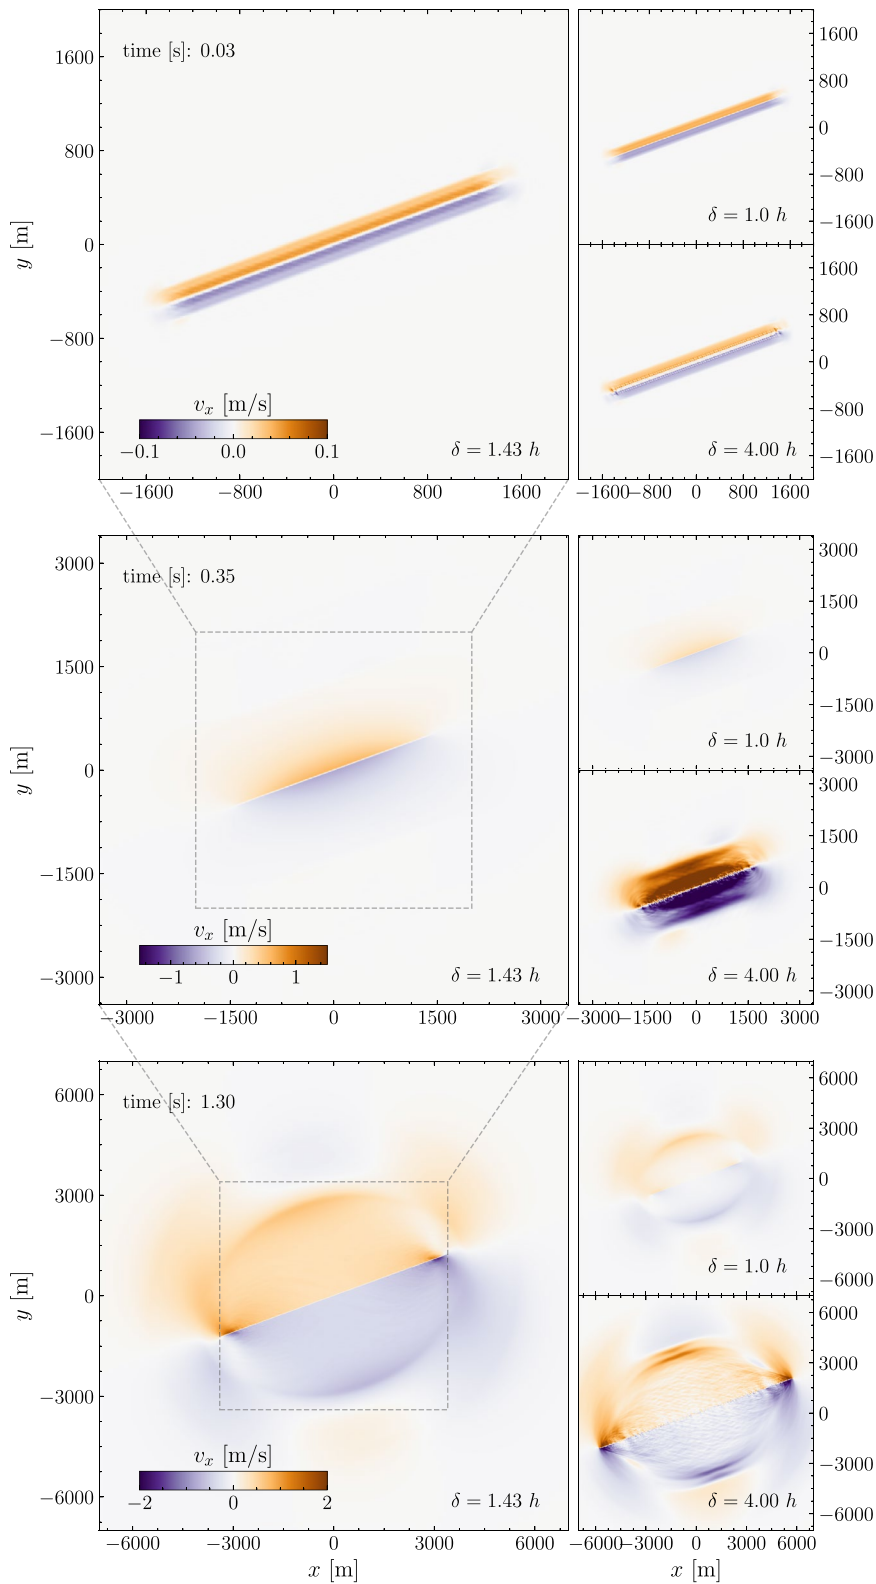 time [s]: 0.03
1600
800
0
−800
−1600
y [m]
v_x [m/s]
−0.1 0.0 0.1
δ = 1.43 h
−1600 −800 0 800 1600
1600
800
0
−800
−1600
δ = 1.0 h
1600
800
0
−800
−1600
δ = 4.00 h
−1600 −800 0 800 1600
time [s]: 0.35
3000
1500
0
−1500
−3000
y [m]
v_x [m/s]
−1 0 1
δ = 1.43 h
−3000 −1500 0 1500 3000
3000
1500
0
−1500
−3000
δ = 1.0 h
3000
1500
0
−1500
−3000
δ = 4.00 h
−3000 −1500 0 1500 3000
time [s]: 1.30
6000
3000
0
−3000
−6000
y [m]
v_x [m/s]
−2 0 2
δ = 1.43 h
−6000 −3000 0 3000 6000
x [m]
6000
3000
0
−3000
−6000
δ = 1.0 h
6000
3000
0
−3000
−6000
δ = 4.00 h
−6000 −3000 0 3000 6000
x [m]